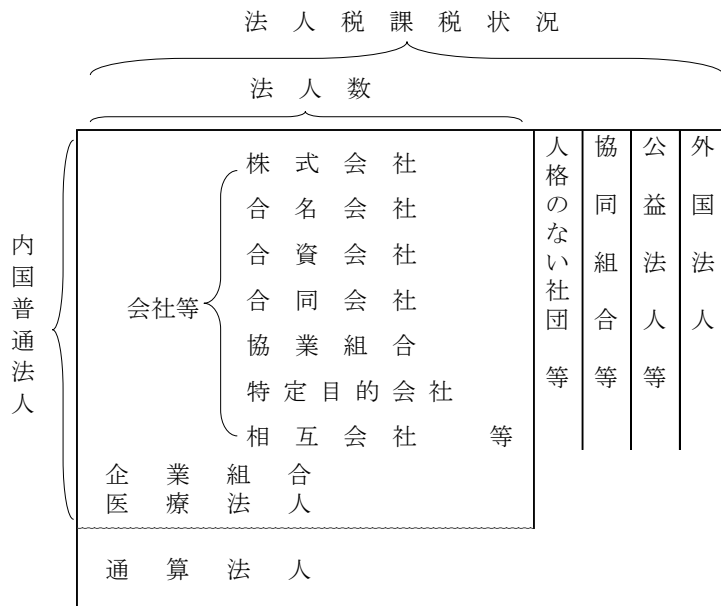 法人税課税状況
法人数
内国普通法人
会社等
株式会社
合名会社
合資会社
合同会社
協業組合
特定目的会社
相互会社 等
企業組合
医療法人
通算法人
人格のない社団等
協同組合等
公益法人等
外国法人